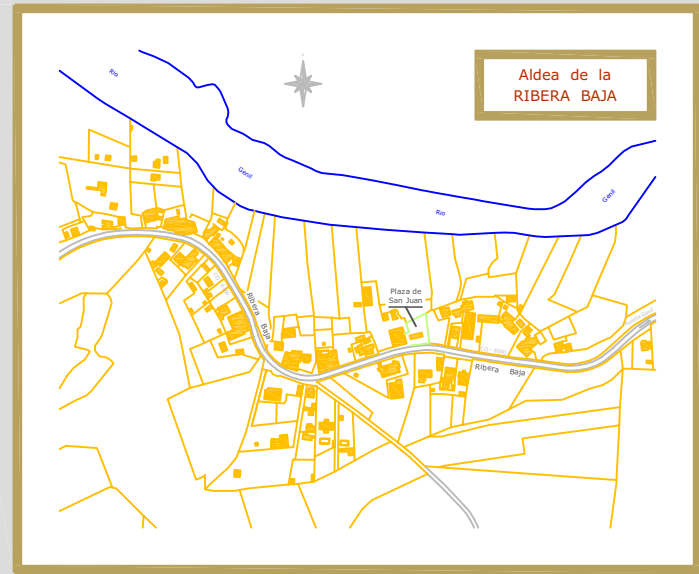 Aldea de la
RIBERA BAJA
Rio
Genil
Rio
Genil
Plaza de
San Juan
Ribera Baja
Ribera Baja